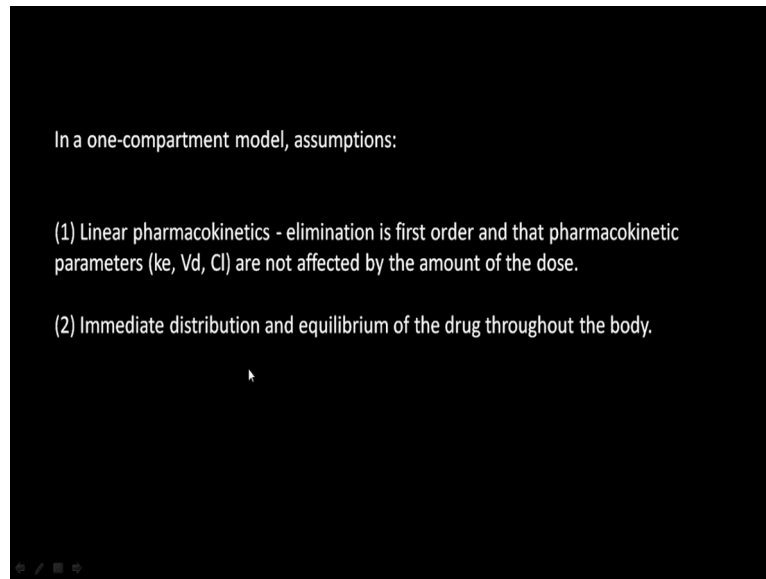 In a one-compartment model, assumptions:
(1) Linear pharmacokinetics - elimination is first order and that pharmacokinetic
parameters (ke, Vd, Cl) are not affected by the amount of the dose.
(2) Immediate distribution and equilibrium of the drug throughout the body.